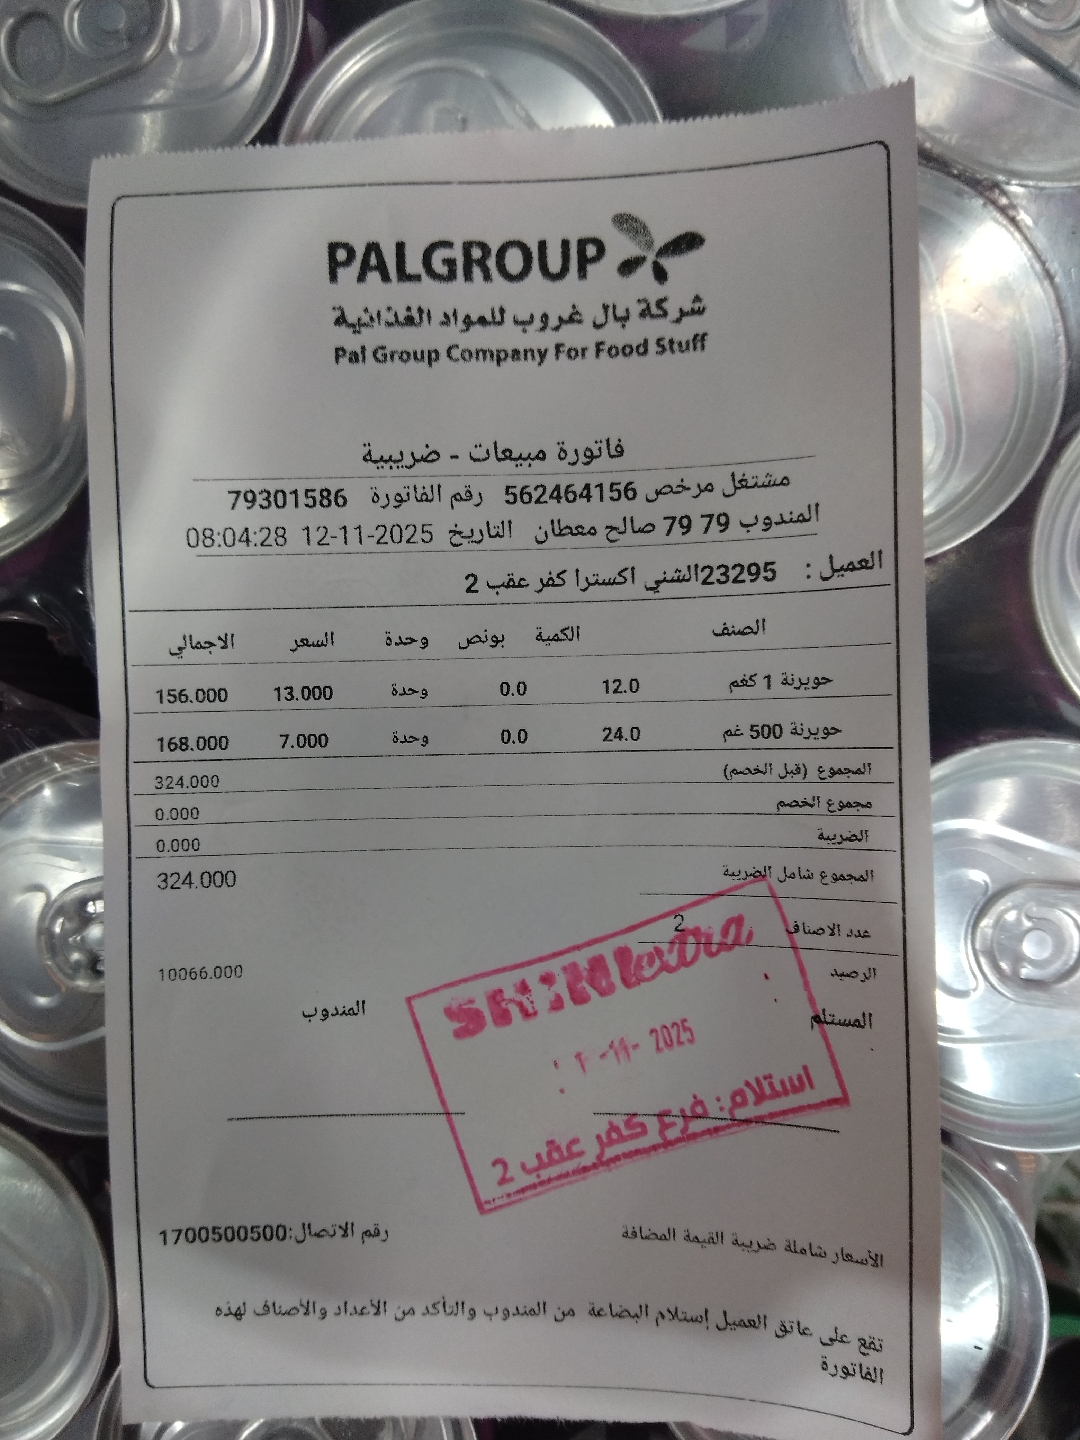 PALGROUP
شركة بال غروب للمواد الغذائية
Pal Group Company For Food Stuff
فاتورة مبيعات - ضريبية
مشتغل مرخص 562464156 رقم الفاتورة 79301586
المندوب 79 79 صالح معطان التاريخ 12-11-2025 08:04:28
العميل : 23295الشني اكسترا كفر عقب 2
الصنف الكمية بونص وحدة السعر الاجمالي
حويرنة 1 كغم 12.0 0.0 وحدة 13.000 156.000
حويرنة 500 غم 24.0 0.0 وحدة 7.000 168.000
المجموع (قبل الخصم) 324.000
مجموع الخصم 0.000
الضريبة 0.000
المجموع شامل الضريبة 324.000
عدد الاصناف 2
الرصيد 10066.000
المستلم المندوب
SHINI extra
-11- 2025
استلام: فرع كفر عقب 2
الأسعار شاملة ضريبة القيمة المضافة رقم الاتصال:1700500500
تقع على عاتق العميل إستلام البضاعة من المندوب والتأكد من الأعداد والأصناف لهذه
الفاتورة